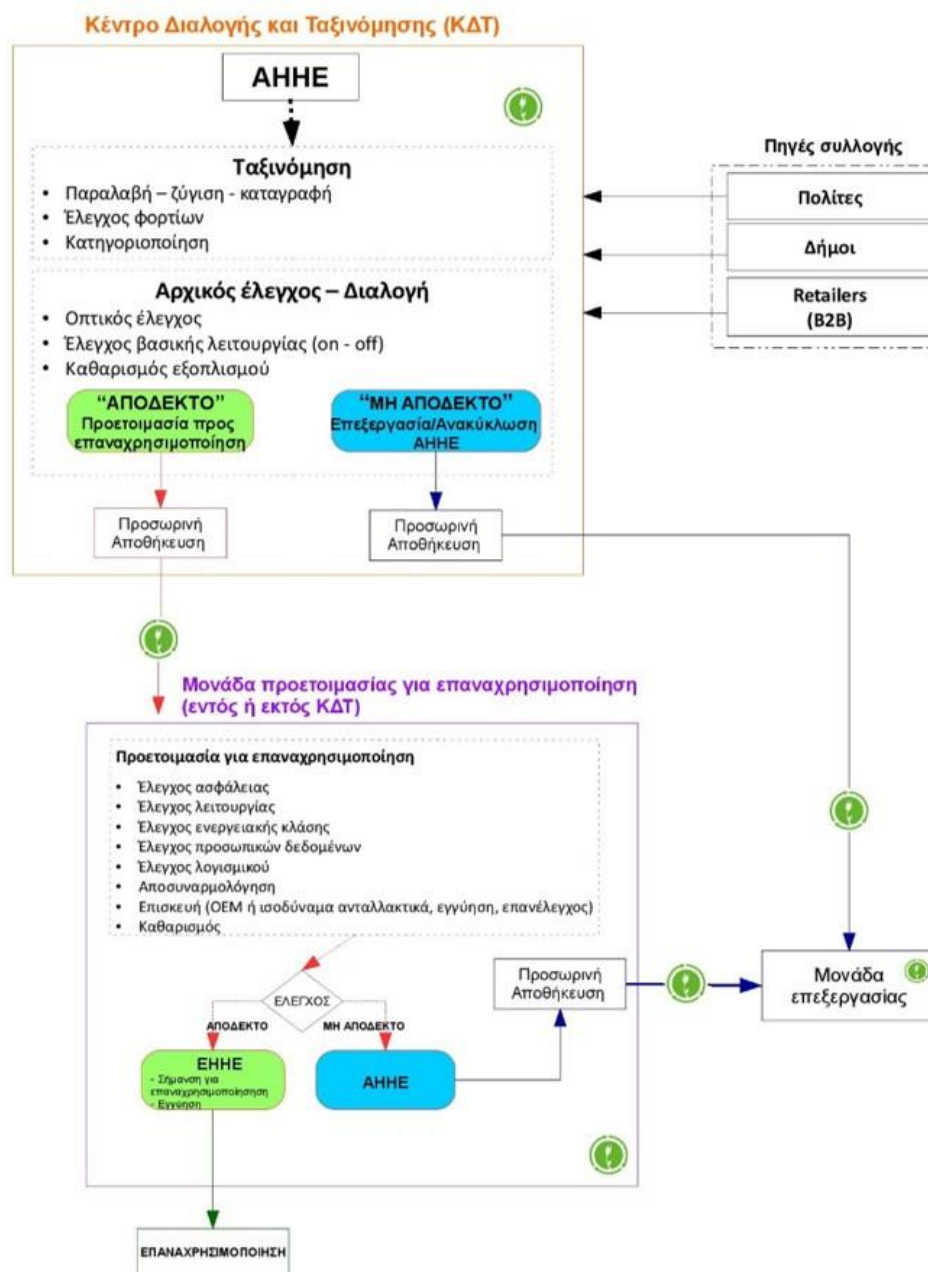 Κέντρο Διαλογής και Ταξινόμησης (ΚΔΤ)
ΑΗΗΕ
Ταξινόμηση
• Παραλαβή – ζύγιση - καταγραφή
• Έλεγχος φορτίων
• Κατηγοριοποίηση
Πηγές συλλογής
Πολίτες
Δήμοι
Retailers
(B2B)
Αρχικός έλεγχος – Διαλογή
• Οπτικός έλεγχος
• Έλεγχος βασικής λειτουργίας (on - off)
• Καθαρισμός εξοπλισμού
“ΑΠΟΔΕΚΤΟ”
Προετοιμασία προς
επαναχρησιμοποίηση
“ΜΗ ΑΠΟΔΕΚΤΟ”
Επεξεργασία/Ανακύκλωση
ΑΗΗΕ
Προσωρινή
Αποθήκευση
Προσωρινή
Αποθήκευση
Μονάδα προετοιμασίας για επαναχρησιμοποίηση
(εντός ή εκτός ΚΔΤ)
Προετοιμασία για επαναχρησιμοποίηση
• Έλεγχος ασφάλειας
• Έλεγχος λειτουργίας
• Έλεγχος ενεργειακής κλάσης
• Έλεγχος προσωπικών δεδομένων
• Έλεγχος λογισμικού
• Αποσυναρμολόγηση
• Επισκευή (OEM ή ισοδύναμα ανταλλακτικά, εγγύηση, επανέλεγχος)
• Καθαρισμός
ΕΛΕΓΧΟΣ
ΑΠΟΔΕΚΤΟ
ΜΗ ΑΠΟΔΕΚΤΟ
ΕΗΗΕ
- Σήμανση για
επαναχρησιμοποίησηση
- Εγγύηση
ΑΗΗΕ
Προσωρινή
Αποθήκευση
Μονάδα
επεξεργασίας
ΕΠΑΝΑΧΡΗΣΙΜΟΠΟΙΗΣΗ